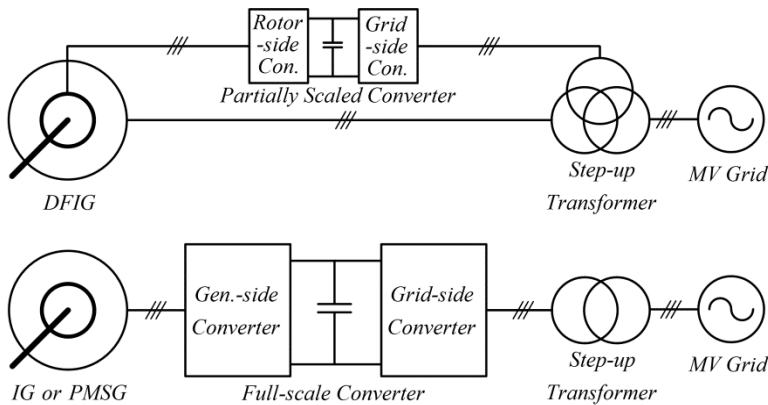 Rotor
-side
Con.
Grid
-side
Con.
Partially Scaled Converter
DFIG
Step-up
Transformer
MV Grid
Gen.-side
Converter
Grid-side
Converter
IG or PMSG
Full-scale Converter
Step-up
Transformer
MV Grid